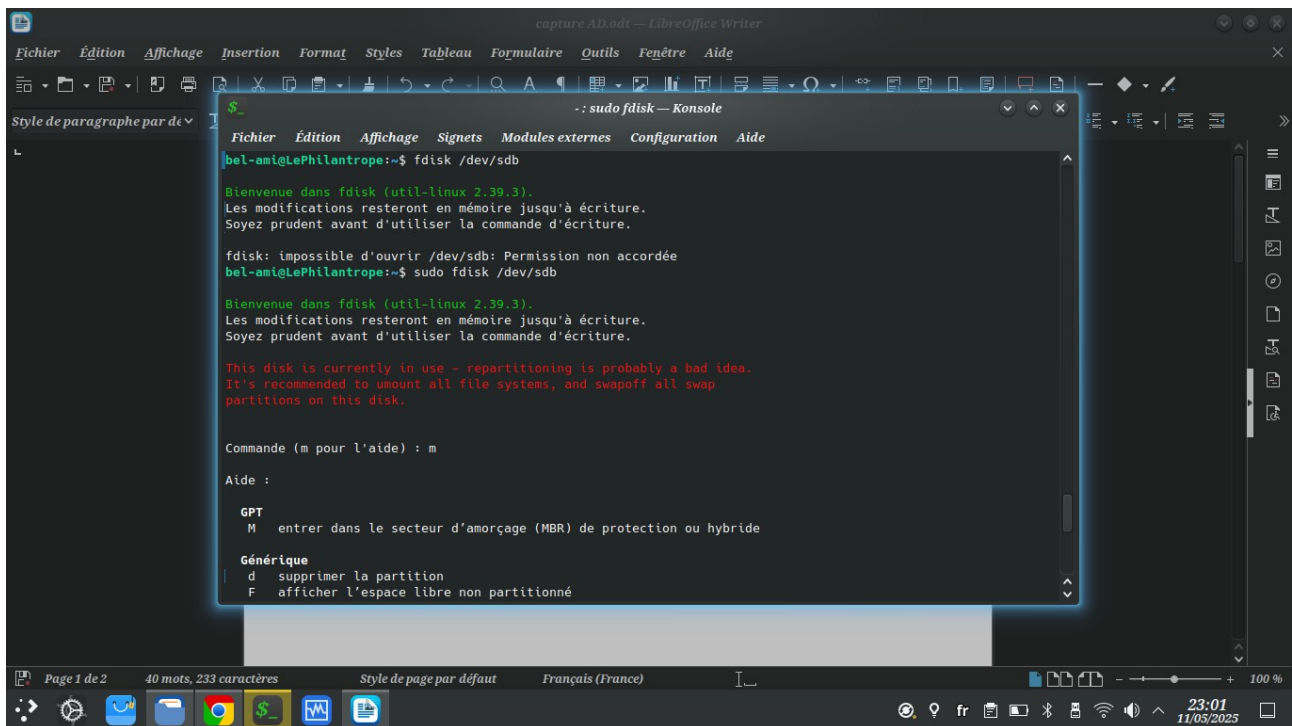 capture AD.odt — LibreOffice Writer
Fichier Édition Affichage Insertion Format Styles Tableau Formulaire Outils Fenêtre Aide
Style de paragraphe par dé
- : sudo fdisk — Konsole
Fichier Édition Affichage Signets Modules externes Configuration Aide
bel-ami@LePhilantrope:~$ fdisk /dev/sdb
Bienvenue dans fdisk (util-linux 2.39.3).
Les modifications resteront en mémoire jusqu'à écriture.
Soyez prudent avant d'utiliser la commande d'écriture.
fdisk: impossible d'ouvrir /dev/sdb: Permission non accordée
bel-ami@LePhilantrope:~$ sudo fdisk /dev/sdb
Bienvenue dans fdisk (util-linux 2.39.3).
Les modifications resteront en mémoire jusqu'à écriture.
Soyez prudent avant d'utiliser la commande d'écriture.
This disk is currently in use - repartitioning is probably a bad idea.
It's recommended to umount all file systems, and swapoff all swap
partitions on this disk.
Commande (m pour l'aide) : m
Aide :
GPT
M entrer dans le secteur d’amorçage (MBR) de protection ou hybride
Générique
d supprimer la partition
F afficher l’espace libre non partitionné
Page 1 de 2 40 mots, 233 caractères Style de page par défaut Français (France) 100 %
fr 23:01
11/05/2025